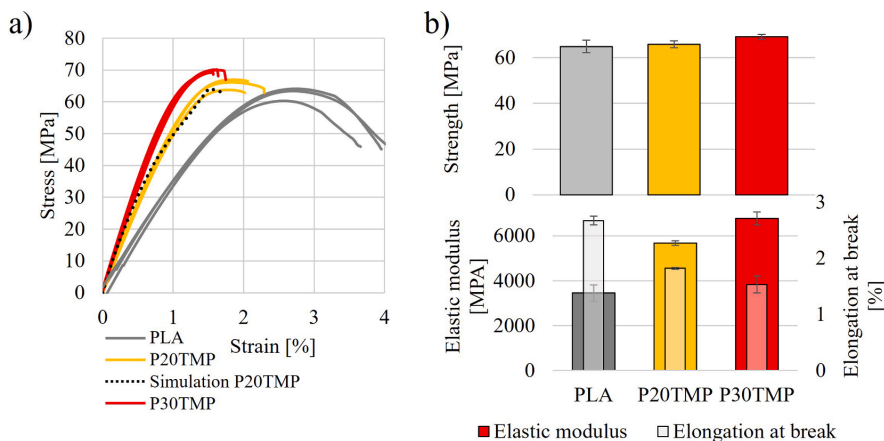 a)
Stress [MPa]
80
70
60
50
40
30
20
10
0
0
1
2
3
4
Strain [%]
PLA
P20TMP
Simulation P20TMP
P30TMP
b)
Strength [MPa]
60
40
20
0
Elastic modulus
[MPA]
6000
4000
2000
0
3
2
1
0
Elongation at break
[%]
PLA
P20TMP
P30TMP
Elastic modulus
Elongation at break